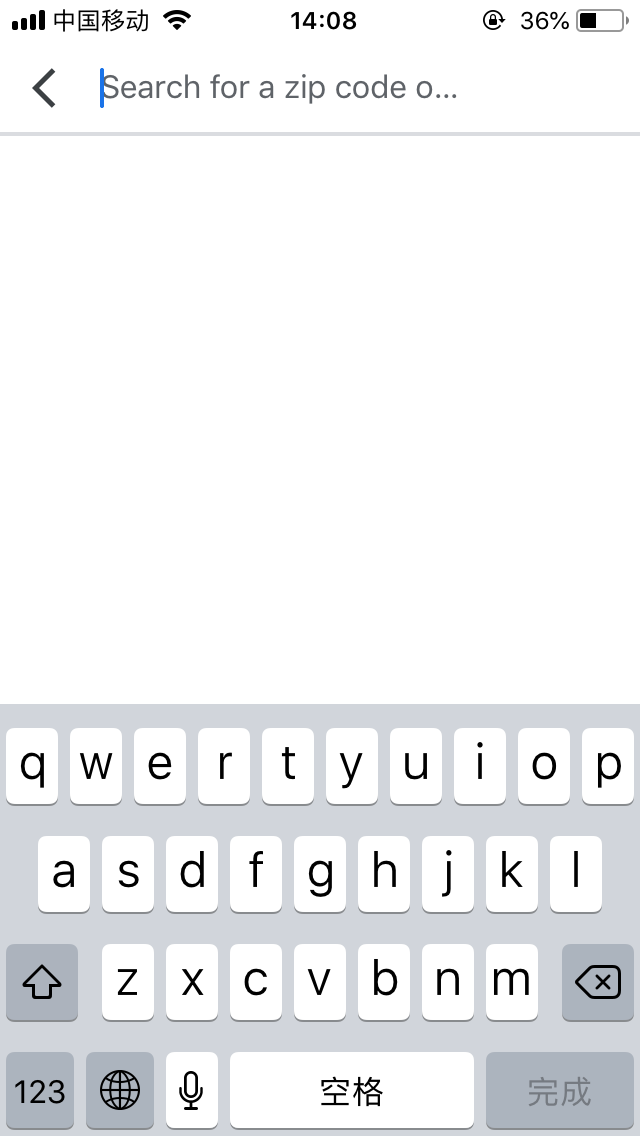 中国移动 14:08 36%
Search for a zip code o...
q w e r t y u i o p
a s d f g h j k l
z x c v b n m
123 空格 完成